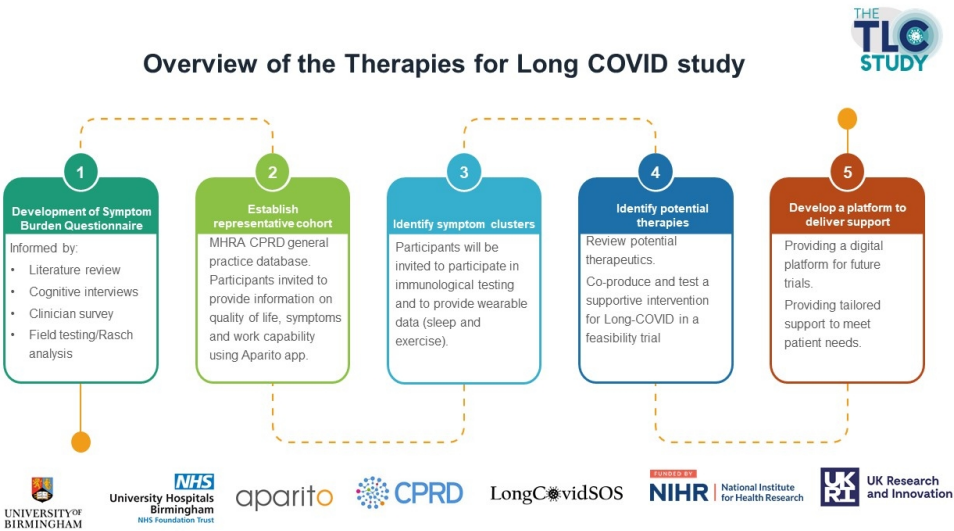 THE
TLC
STUDY
Overview of the Therapies for Long COVID study
1
Development of Symptom
Burden Questionnaire
Informed by:
• Literature review
• Cognitive interviews
• Clinician survey
• Field testing/Rasch
analysis
2
Establish
representative cohort
MHRA CPRD general
practice database.
Participants invited to
provide information on
quality of life, symptoms
and work capability
using Aparito app.
3
Identify symptom clusters
Participants will be
invited to participate in
immunological testing
and to provide wearable
data (sleep and
exercise).
4
Identify potential
therapies
Review potential
therapeutics.
Co-produce and test a
supportive intervention
for Long-COVID in a
feasibility trial
5
Develop a platform to
deliver support
Providing a digital
platform for future
trials.
Providing tailored
support to meet
patient needs.
UNIVERSITY OF
BIRMINGHAM
NHS
University Hospitals
Birmingham
NHS Foundation Trust
aparito
CPRD
LongCovidSOS
FUNDED BY
NIHR | National Institute
for Health Research
UK
RI
UK Research
and Innovation